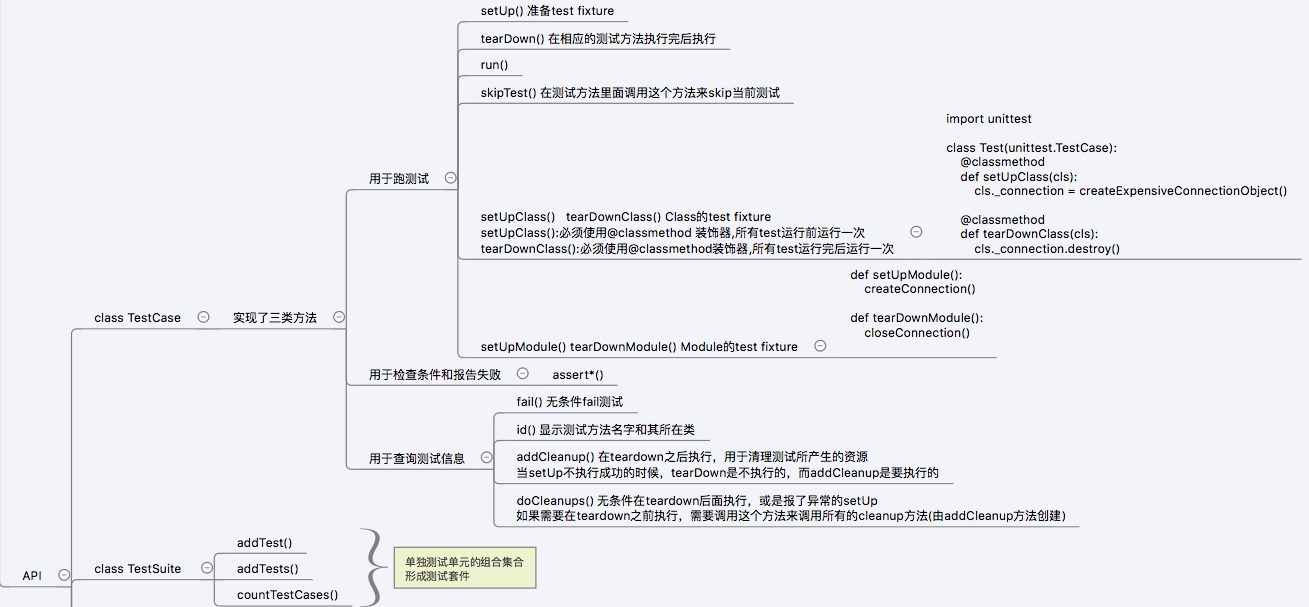 setUp() 准备test fixture
tearDown() 在相应的测试方法执行完后执行
run()
skipTest() 在测试方法里面调用这个方法来skip当前测试
import unittest
class Test(unittest.TestCase):
@classmethod
def setUpClass(cls):
cls._connection = createExpensiveConnectionObject()
@classmethod
def tearDownClass(cls):
cls._connection.destroy()
用于跑测试
setUpClass() tearDownClass() Class的test fixture
setUpClass():必须使用@classmethod 装饰器,所有test运行前运行一次
tearDownClass():必须使用@classmethod装饰器,所有test运行完后运行一次
def setUpModule():
createConnection()
def tearDownModule():
closeConnection()
class TestCase
实现了三类方法
setUpModule() tearDownModule() Module的test fixture
用于检查条件和报告失败
assert*()
fail() 无条件fail测试
id() 显示测试方法名字和其所在类
用于查询测试信息
addCleanup() 在teardown之后执行，用于清理测试所产生的资源
当setUp不执行成功的时候，tearDown是不执行的，而addCleanup是要执行的
doCleanups() 无条件在teardown后面执行，或是报了异常的setUp
如果需要在teardown之前执行，需要调用这个方法来调用所有的cleanup方法(由addCleanup方法创建)
API
class TestSuite
addTest()
addTests()
countTestCases()
单独测试单元的组合集合
形成测试套件